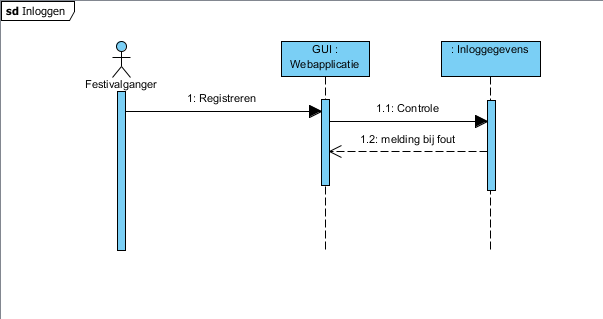 sd Inloggen
GUI :
Webapplicatie
: Inloggegevens
Festivalganger
1: Registreren
1.1: Controle
1.2: melding bij fout